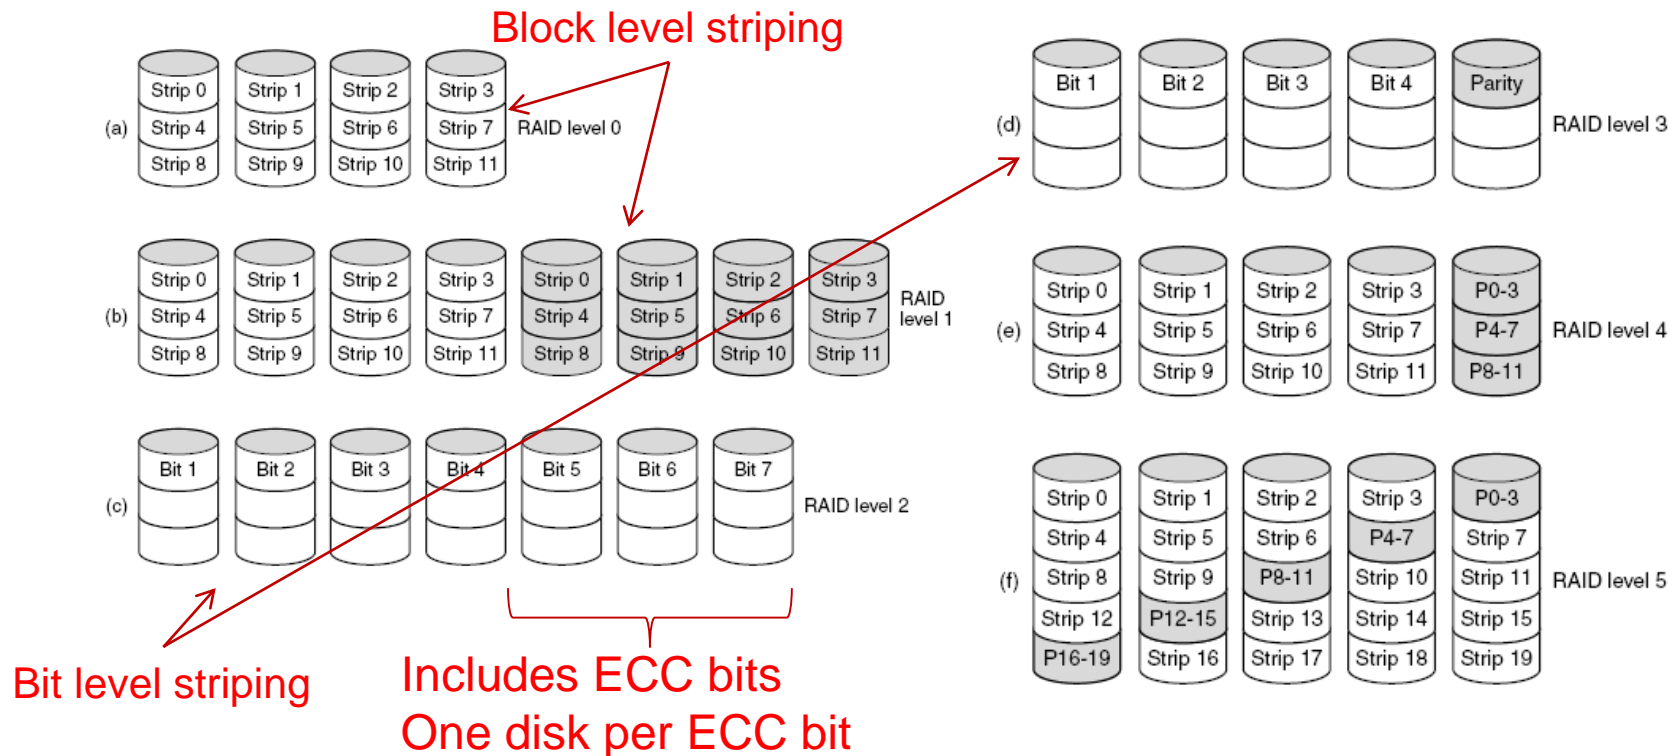 Block level striping
(a)
Strip 0 Strip 1 Strip 2 Strip 3
Strip 4 Strip 5 Strip 6 Strip 7
Strip 8 Strip 9 Strip 10 Strip 11
RAID level 0
(b)
Strip 0 Strip 1 Strip 2 Strip 3 Strip 0 Strip 1 Strip 2 Strip 3
Strip 4 Strip 5 Strip 6 Strip 7 Strip 4 Strip 5 Strip 6 Strip 7
Strip 8 Strip 9 Strip 10 Strip 11 Strip 8 Strip 9 Strip 10 Strip 11
RAID
level 1
(c)
Bit 1 Bit 2 Bit 3 Bit 4 Bit 5 Bit 6 Bit 7
RAID level 2
Bit level striping
Includes ECC bits
One disk per ECC bit
(d)
Bit 1 Bit 2 Bit 3 Bit 4 Parity
RAID level 3
(e)
Strip 0 Strip 1 Strip 2 Strip 3 P0-3
Strip 4 Strip 5 Strip 6 Strip 7 P4-7
Strip 8 Strip 9 Strip 10 Strip 11 P8-11
RAID level 4
(f)
Strip 0 Strip 1 Strip 2 Strip 3 P0-3
Strip 4 Strip 5 Strip 6 P4-7 Strip 7
Strip 8 Strip 9 P8-11 Strip 10 Strip 11
Strip 12 P12-15 Strip 13 Strip 14 Strip 15
P16-19 Strip 16 Strip 17 Strip 18 Strip 19
RAID level 5